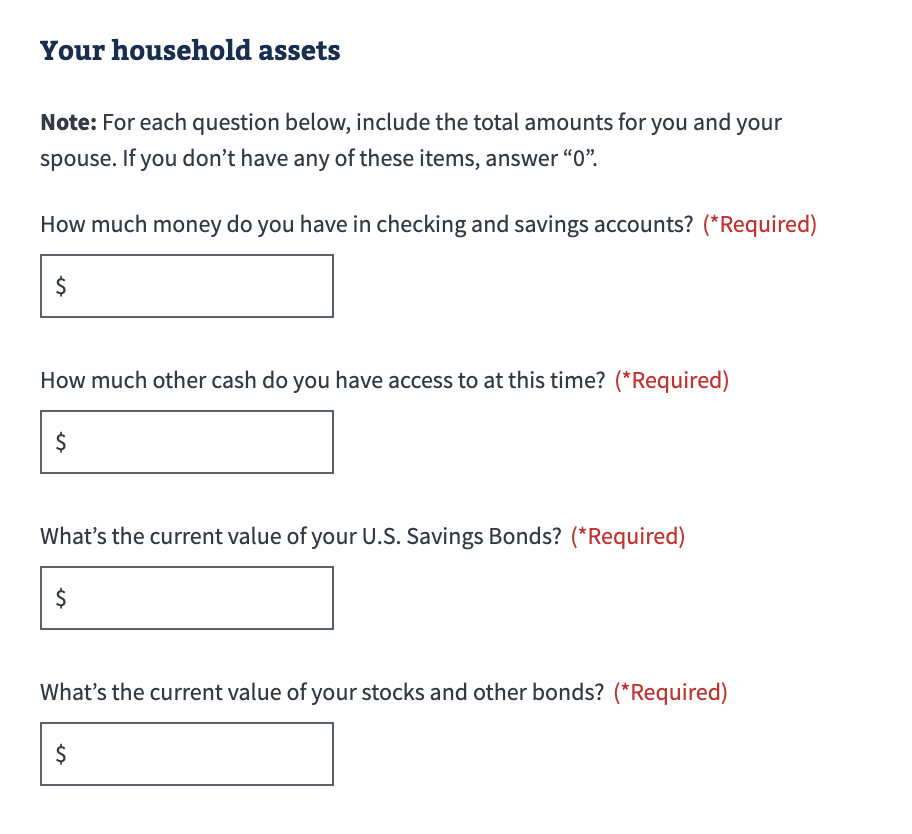 Your household assets
Note: For each question below, include the total amounts for you and your
spouse. If you don’t have any of these items, answer “0”.
How much money do you have in checking and savings accounts? (*Required)
$
How much other cash do you have access to at this time? (*Required)
$
What’s the current value of your U.S. Savings Bonds? (*Required)
$
What’s the current value of your stocks and other bonds? (*Required)
$